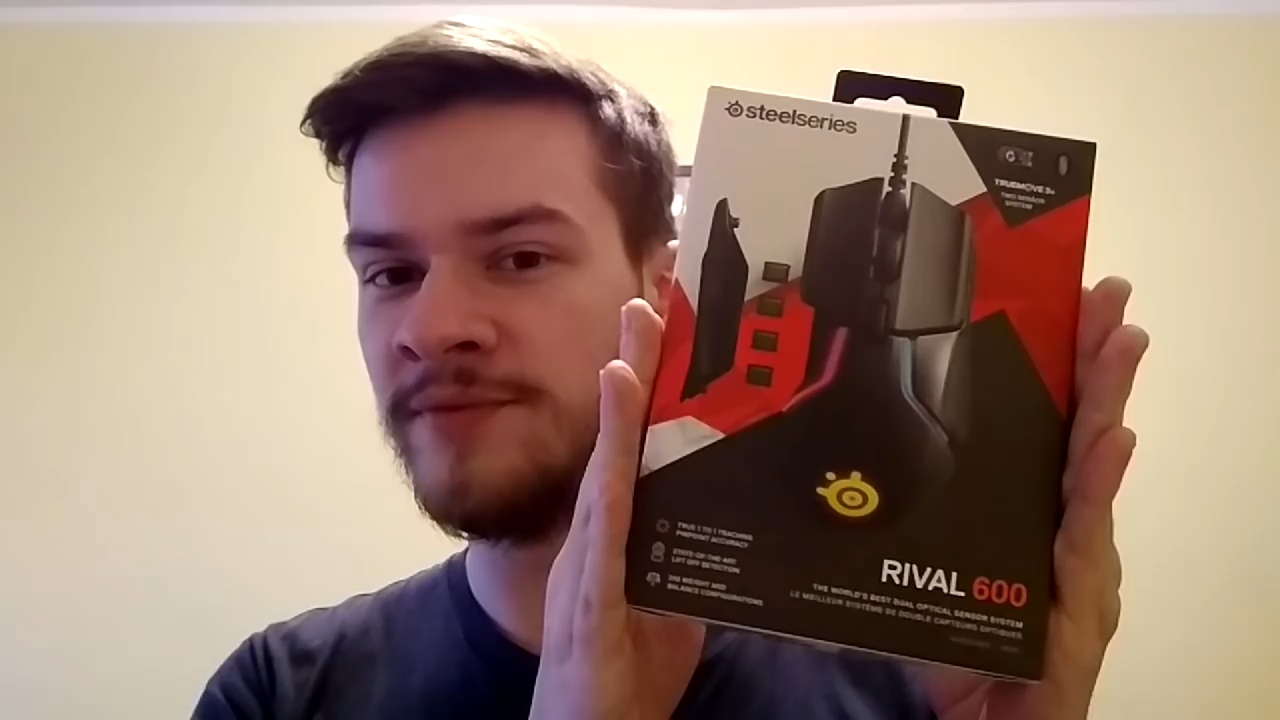 steelseries
TRUEMOVE 3+
TWO SENSOR
SYSTEM
TRUE 1 TO 1 TRACKING
PINPOINT ACCURACY
STATE-OF-THE-ART
LIFT OFF DETECTION
256 WEIGHT AND
BALANCE CONFIGURATIONS
RIVAL 600
THE WORLD'S BEST DUAL OPTICAL SENSOR SYSTEM
LE MEILLEUR SYSTÈME DE DOUBLE CAPTEURS OPTIQUES